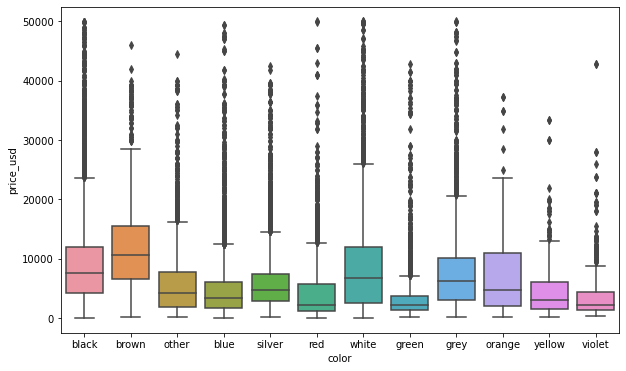 50000
40000
30000
20000
10000
0
price_usd
black brown other blue silver red white green grey orange yellow violet
color